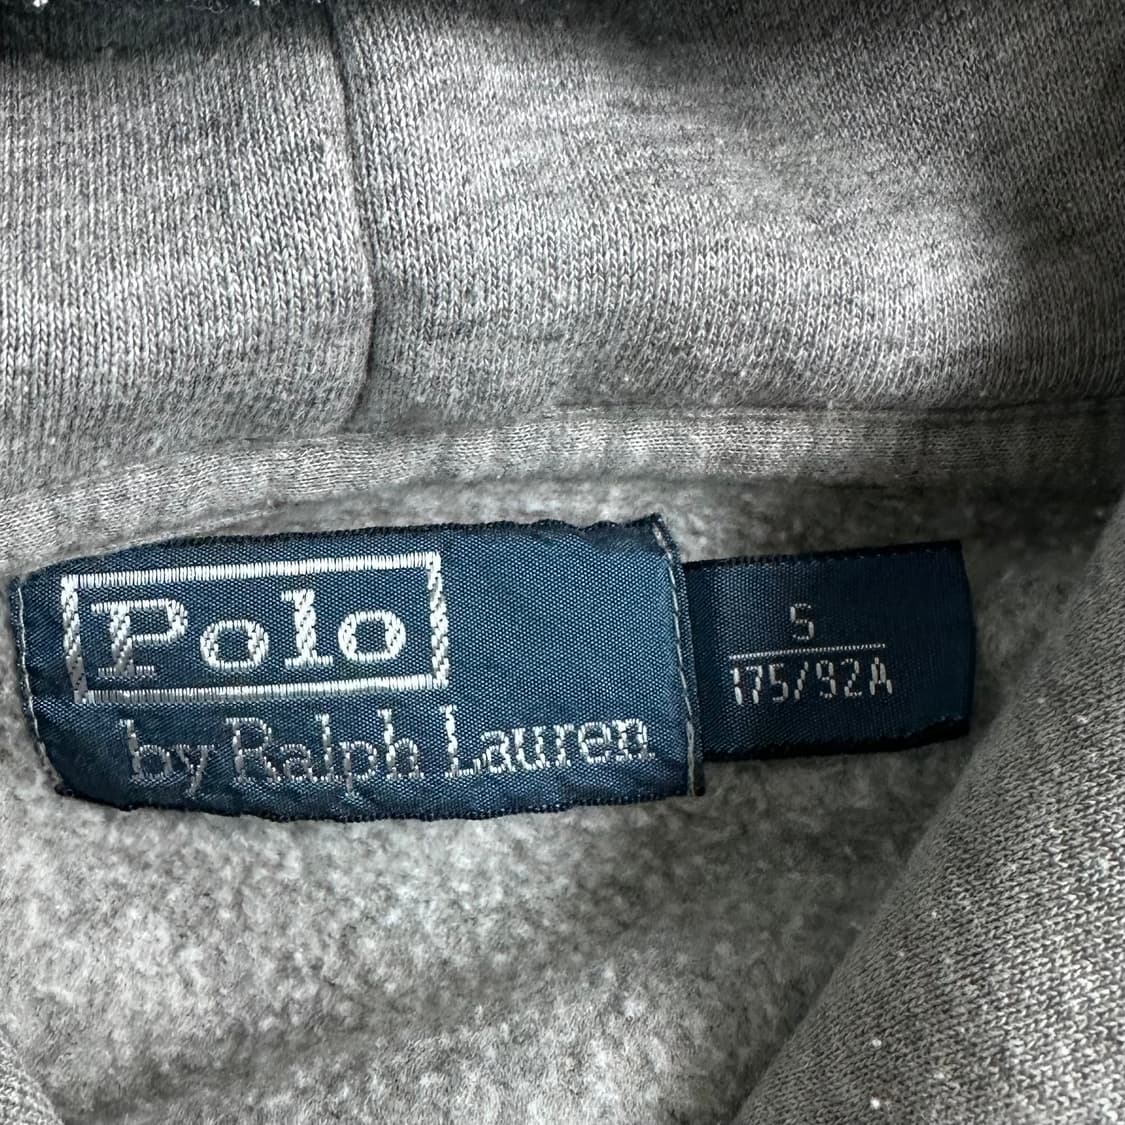 Polo
by Ralph Lauren
S
175/92A